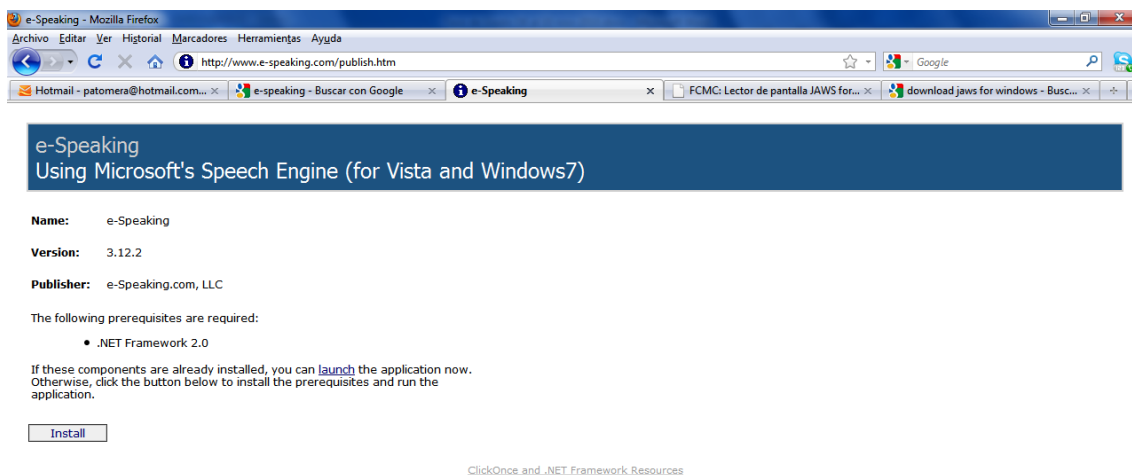 e-Speaking - Mozilla Firefox
Archivo Editar Ver Historial Marcadores Herramientas Ayuda
http://www.e-speaking.com/publish.htm Google
Hotmail - patomera@hotmail.com... e-speaking - Buscar con Google e-Speaking FCMC: Lector de pantalla JAWS for... download jaws for windows - Busc...
e-Speaking
Using Microsoft's Speech Engine (for Vista and Windows7)
Name: e-Speaking
Version: 3.12.2
Publisher: e-Speaking.com, LLC
The following prerequisites are required:
.NET Framework 2.0
If these components are already installed, you can launch the application now.
Otherwise, click the button below to install the prerequisites and run the
application.
Install
ClickOnce and .NET Framework Resources